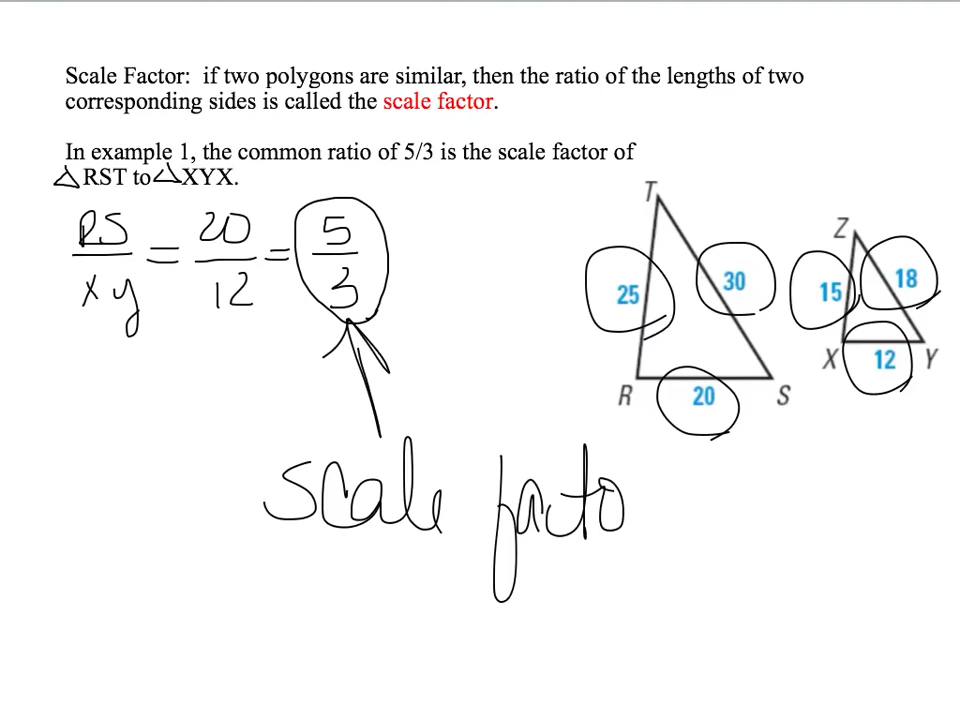 Scale Factor: if two polygons are similar, then the ratio of the lengths of two
corresponding sides is called the scale factor.
In example 1, the common ratio of 5/3 is the scale factor of
△RST to △XYX.
RS/xy = 20/12 = 5/3
T
Z
25
30
15
18
R
20
S
X
12
Y
scale facto